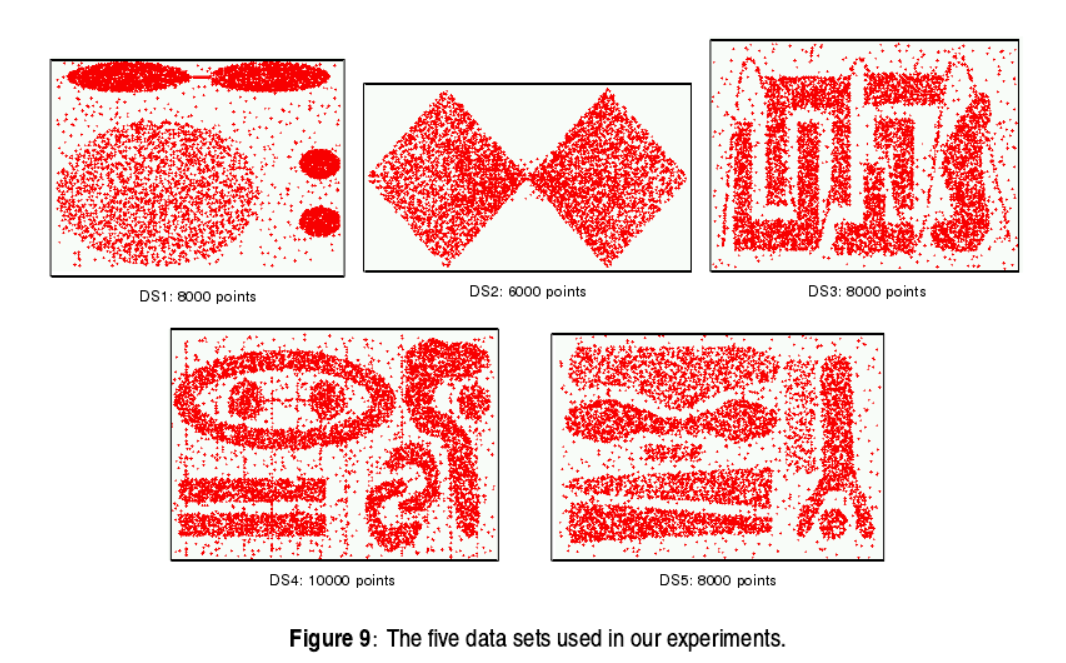 DS1: 8000 points
DS2: 6000 points
DS3: 8000 points
DS4: 10000 points
DS5: 8000 points
Figure 9: The five data sets used in our experiments.